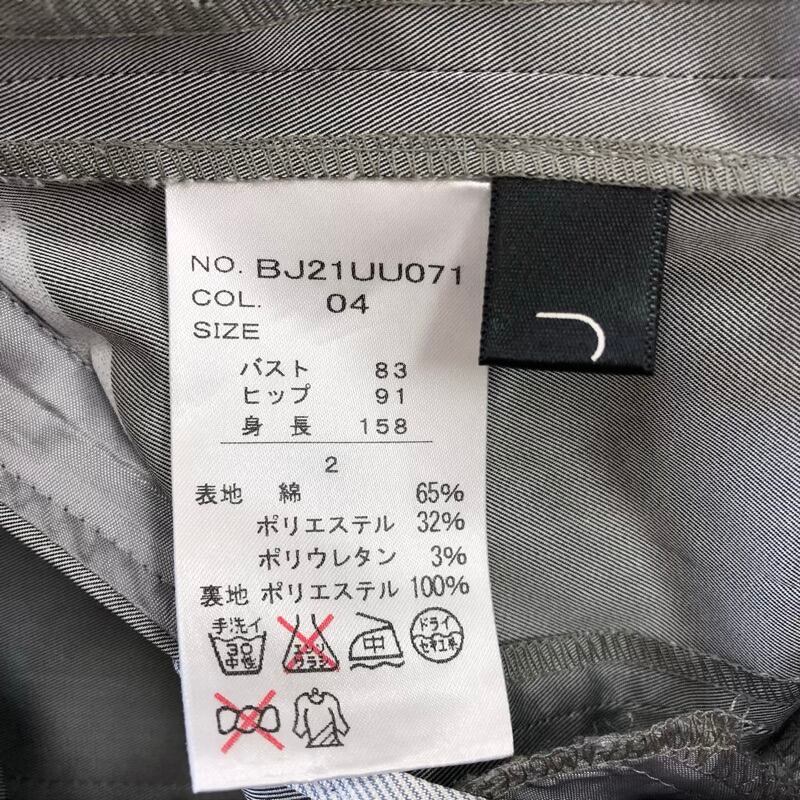 NO. BJ21UU071
COL. 04
SIZE
バスト 83
ヒップ 91
身長 158
2
表地 綿 65%
ポリエステル 32%
ポリウレタン 3%
裏地 ポリエステル 100%
手洗イ 30 中性
エンソ サラシ
中
ドライ セキユ系
J